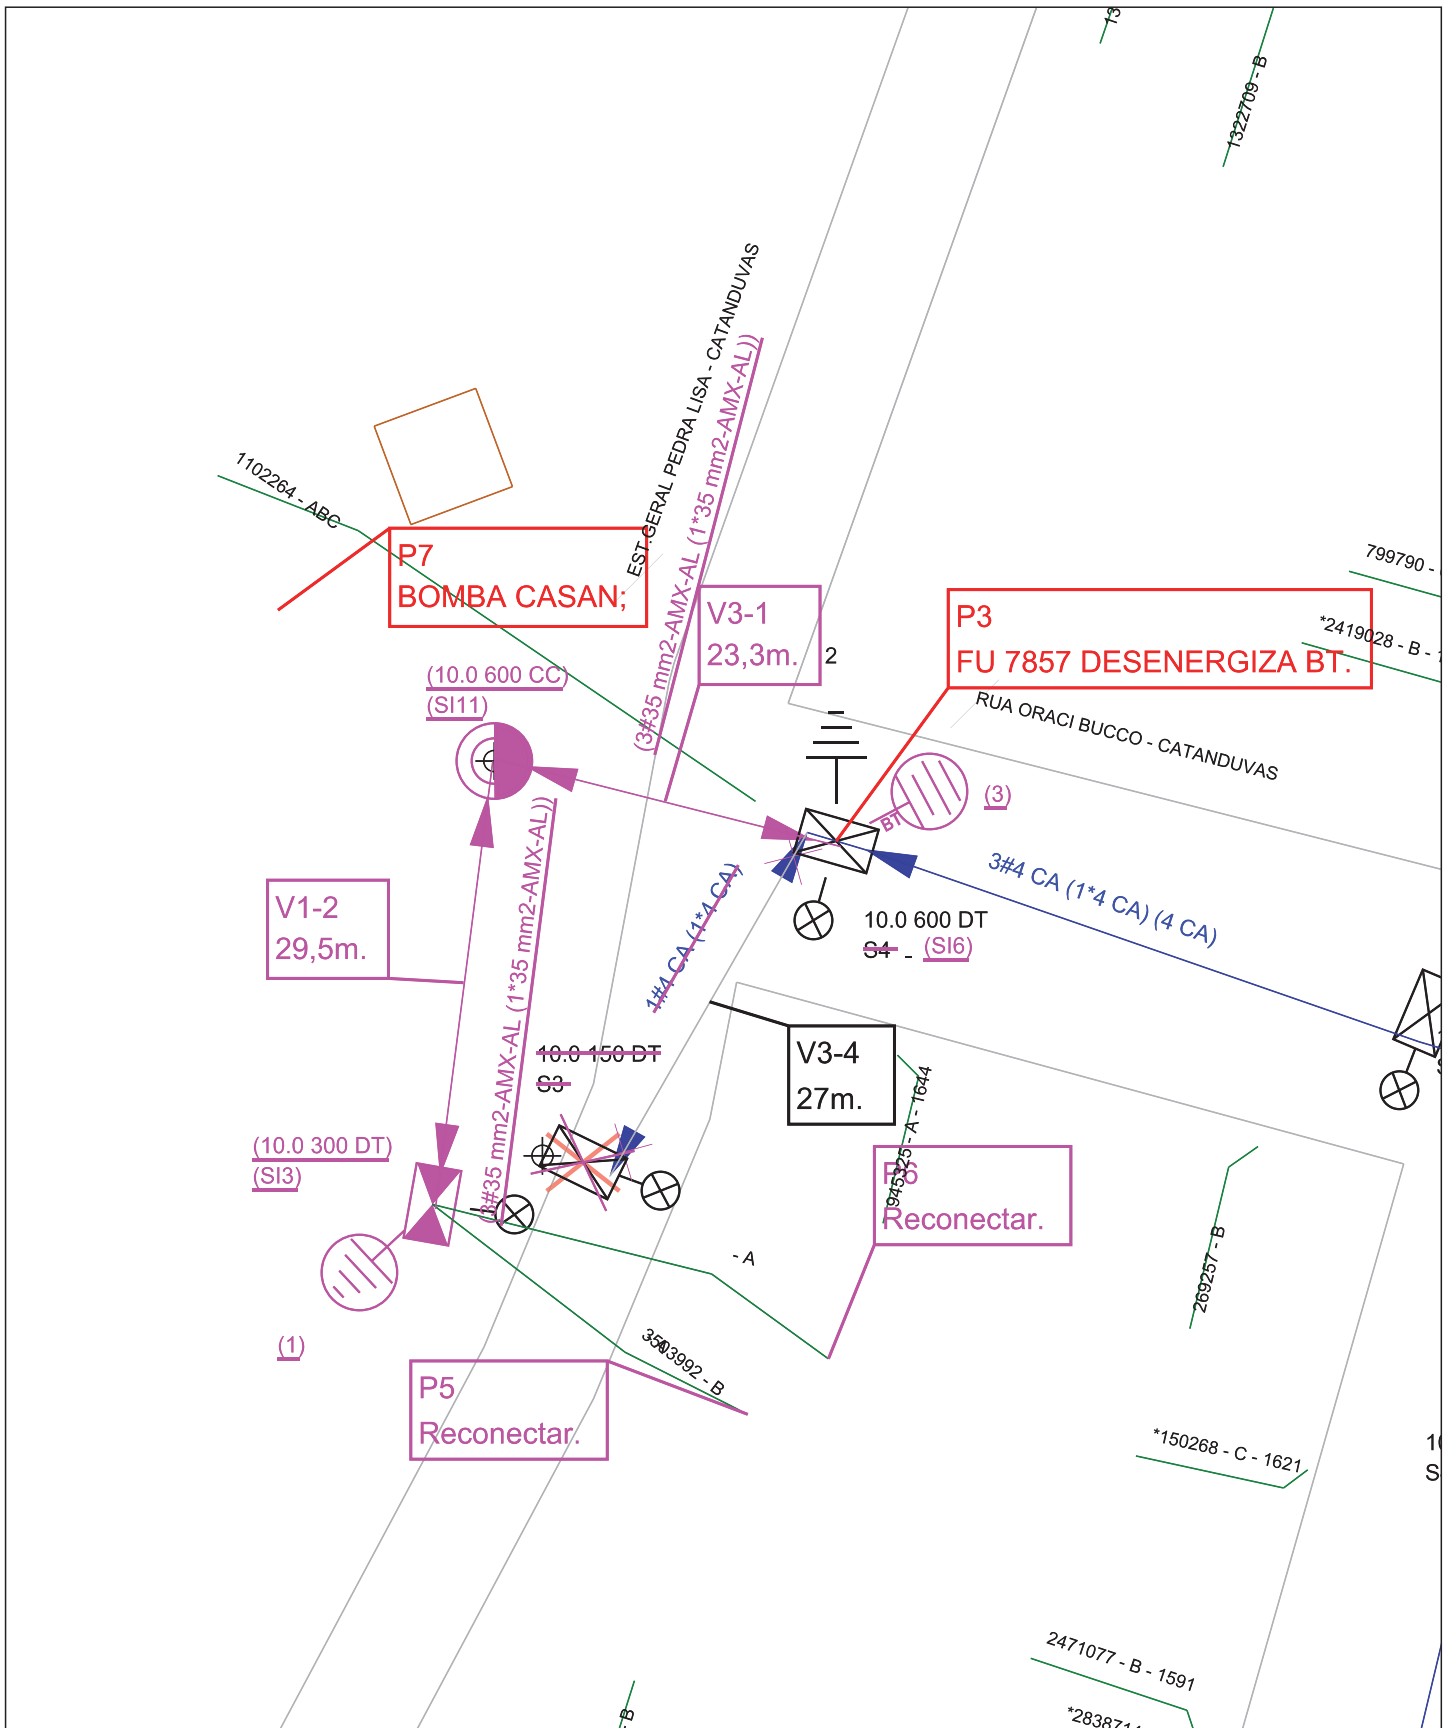 1322709 - B
EST.GERAL PEDRA LISA - CATANDUVAS
(3#35 mm2-AMX-AL (1*35 mm2-AMX-AL))
1102264 - ABC
P7
BOMBA CASAN;
V3-1
23,3m.
2
P3
FU 7857 DESENERGIZA BT.
799790 -
*2419028 - B - 1
RUA ORACI BUCCO - CATANDUVAS
(10.0 600 CC)
(SI11)
(3)
BT
3#4 CA (1*4 CA) (4 CA)
10.0 600 DT
S4 - (SI6)
1#4 CA (1*4 CA)
V1-2
29,5m.
(3#35 mm2-AMX-AL (1*35 mm2-AMX-AL))
10.0 150 DT
S3
V3-4
27m.
945325 - A - 1644
(10.0 300 DT)
(SI3)
P6
Reconectar.
- A
269257 - B
(1)
3503992 - B
P5
Reconectar.
*150268 - C - 1621
10
S
2471077 - B - 1591
*2838714
- B